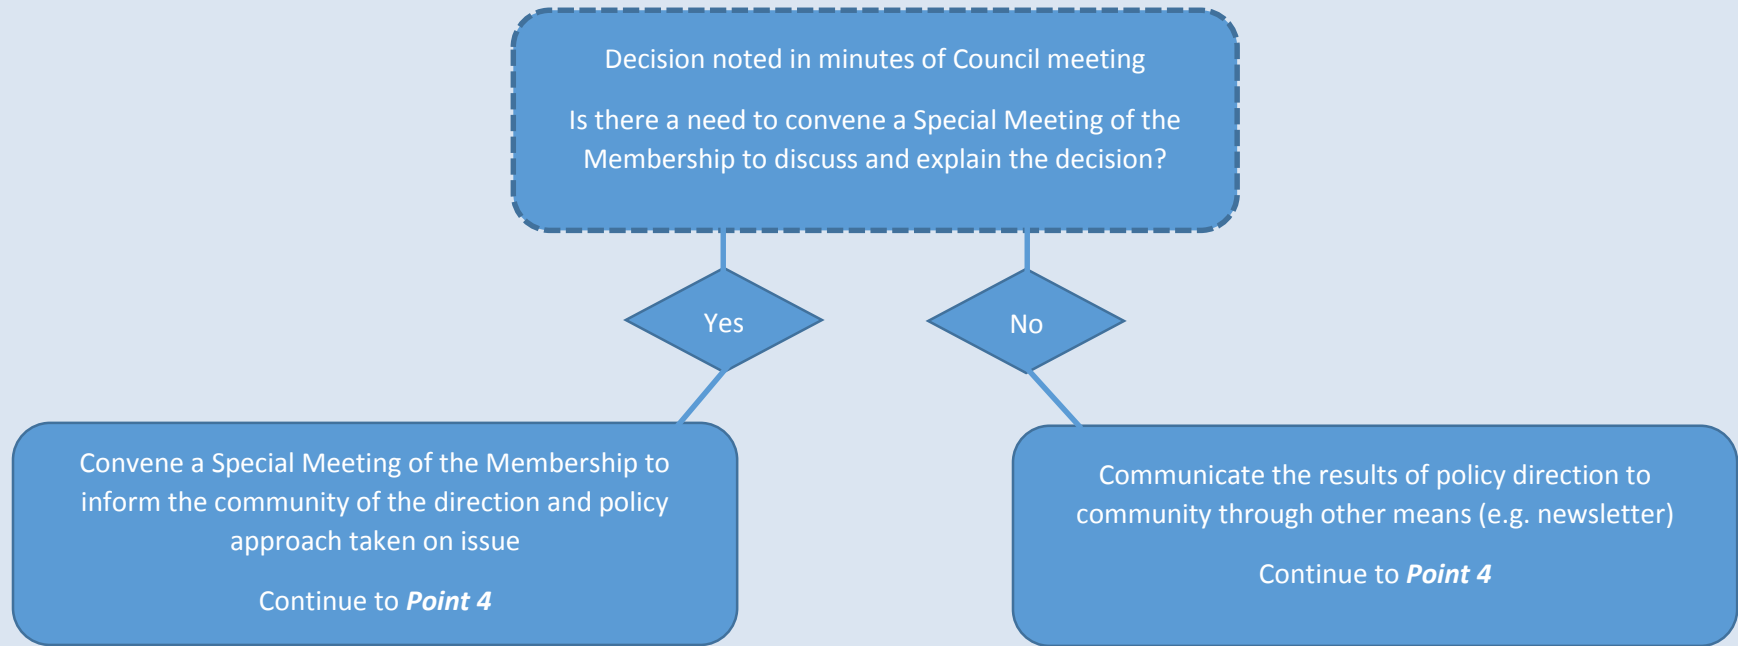 Decision noted in minutes of Council meeting
Is there a need to convene a Special Meeting of the
Membership to discuss and explain the decision?
Yes
No
Convene a Special Meeting of the Membership to
inform the community of the direction and policy
approach taken on issue
Continue to Point 4
Communicate the results of policy direction to
community through other means (e.g. newsletter)
Continue to Point 4